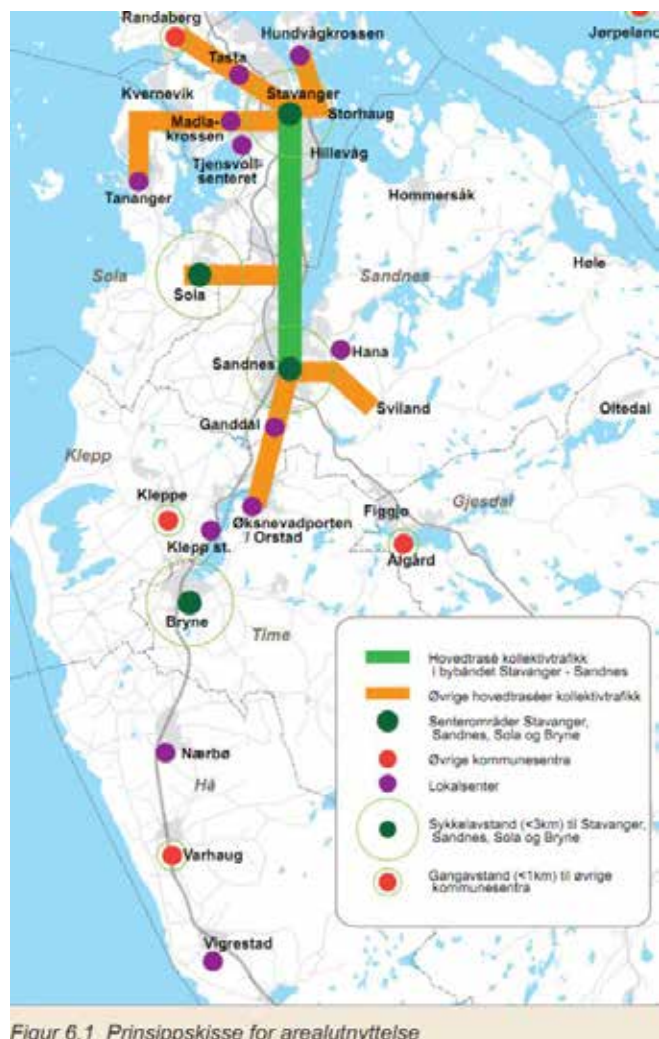 Randaberg
Hundvågkrossen
Jørpeland
Tasta
Kvernevik
Stavanger
Storhaug
Madla-
krossen
Hillevåg
Tjensvoll-
senteret
Tananger
Hommersåk
Sola
Sandnes
Høle
Sola
Hana
Sandnes
Sviland
Oltedal
Ganddal
Klepp
Kleppe
Gjesdal
Figgjo
Øksnevadporten
/ Orstad
Klepp st.
Ålgård
Bryne
Time
Hovedtrasé kollektivtrafikk
i bybåndet Stavanger - Sandnes
Øvrige hovedtraséer kollektivtrafikk
Senterområder Stavanger,
Sandnes, Sola og Bryne
Øvrige kommunesentra
Lokalsenter
Sykkelavstand (<3km) til Stavanger,
Sandnes, Sola og Bryne
Gangavstand (<1km) til øvrige
kommunesentra
Nærbø
Hå
Varhaug
Vigrestad
Figur 6.1 Prinsippskisse for arealutnyttelse